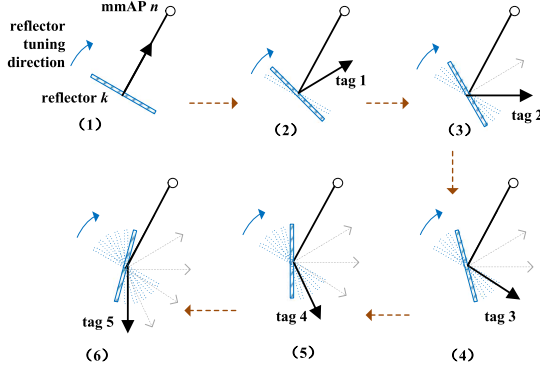 mmAP n
reflector
tuning
direction
reflector k
tag 1
tag 2
(1)
(2)
(3)
tag 5
tag 4
tag 3
(6)
(5)
(4)